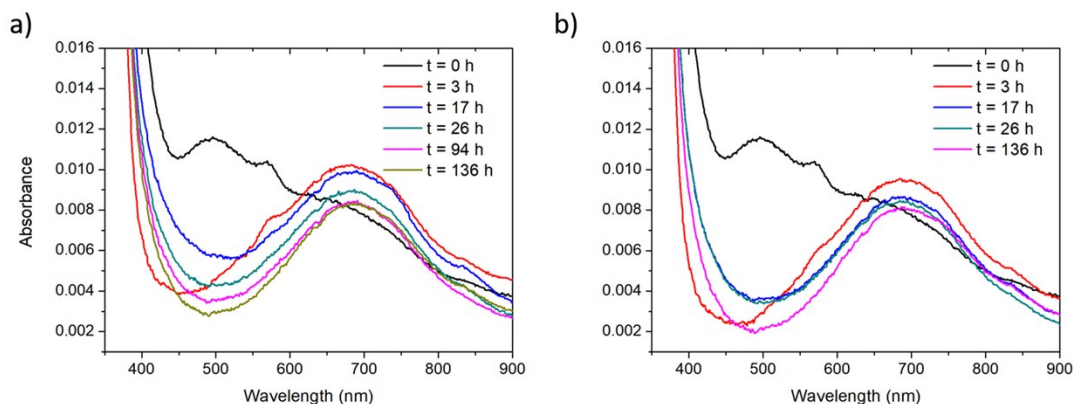 a)
Absorbance
0.016
0.014
0.012
0.010
0.008
0.006
0.004
0.002
400 500 600 700 800 900
Wavelength (nm)
t = 0 h
t = 3 h
t = 17 h
t = 26 h
t = 94 h
t = 136 h
b)
0.016
0.014
0.012
0.010
0.008
0.006
0.004
0.002
400 500 600 700 800 900
Wavelength (nm)
t = 0 h
t = 3 h
t = 17 h
t = 26 h
t = 136 h